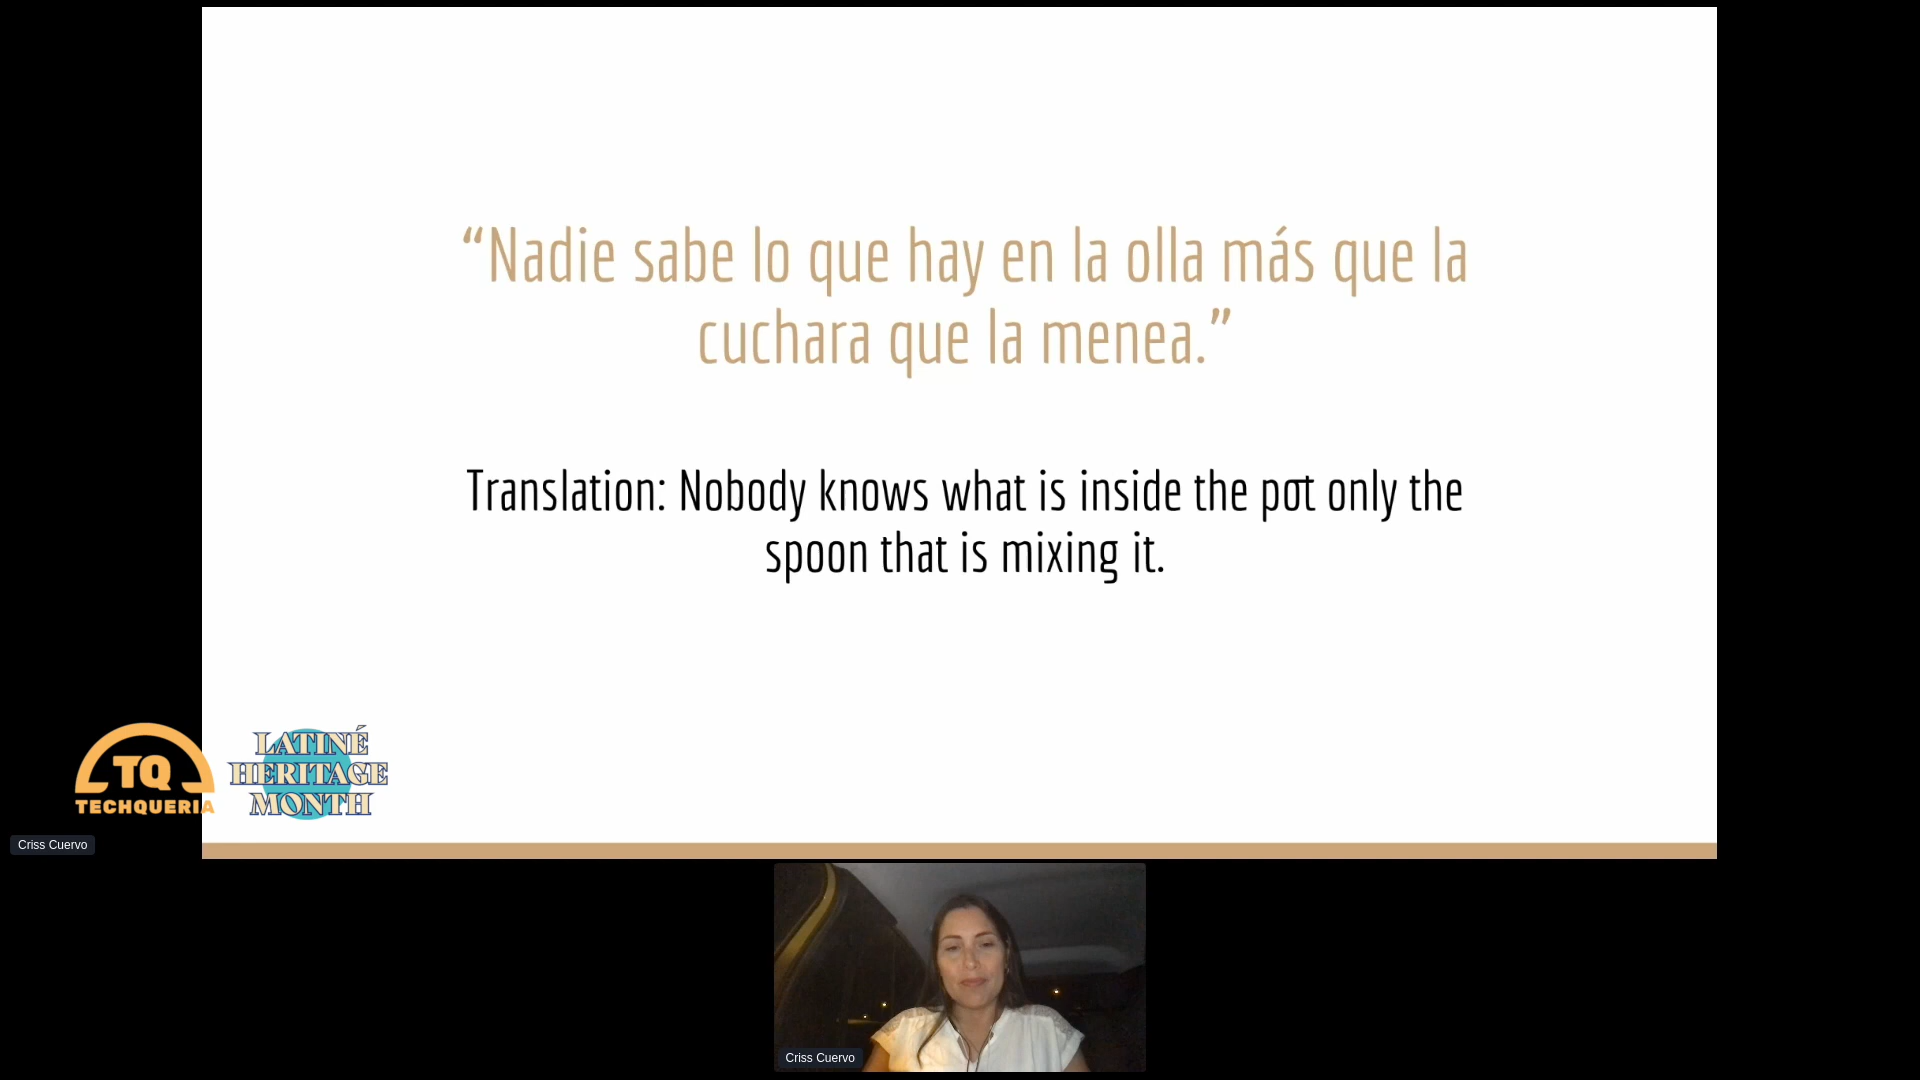 “Nadie sabe lo que hay en la olla más que la
cuchara que la menea.”
Translation: Nobody knows what is inside the pot only the
spoon that is mixing it.
TQ
TECHQUERIA
LATINÉ
HERITAGE
MONTH
Criss Cuervo
Criss Cuervo